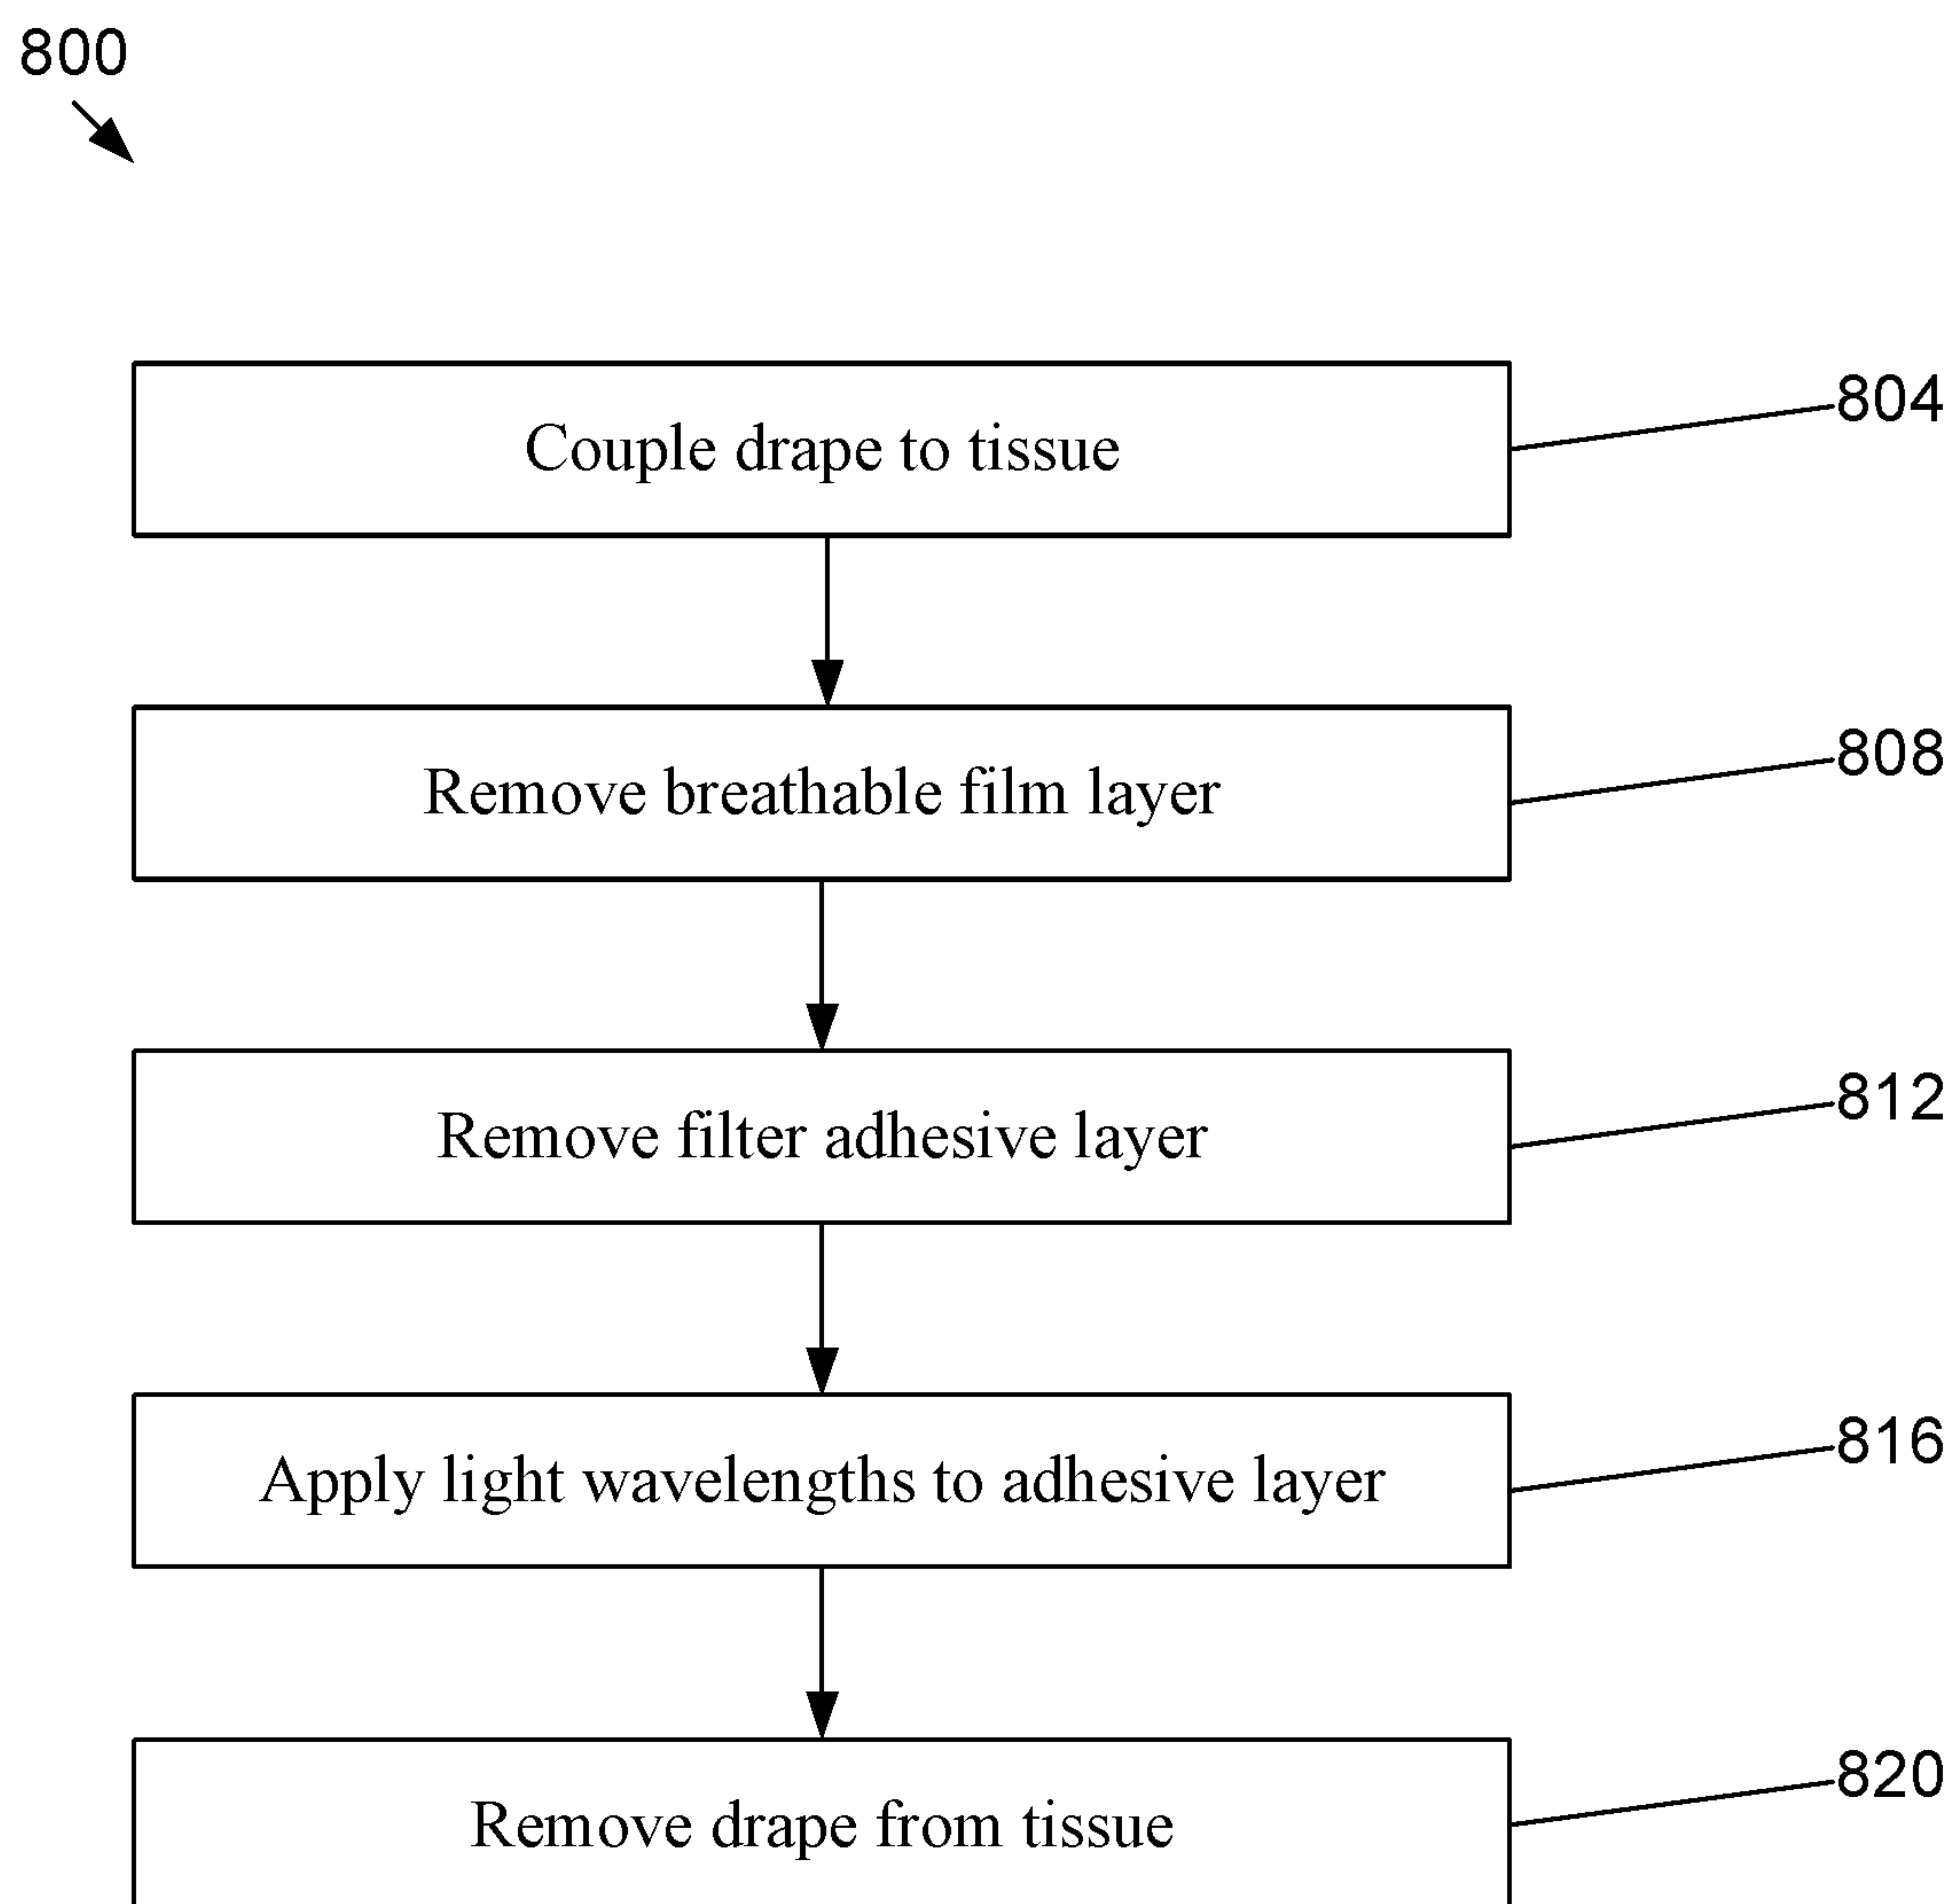 800
Couple drape to tissue
804
Remove breathable film layer
808
Remove filter adhesive layer
812
Apply light wavelengths to adhesive layer
816
Remove drape from tissue
820